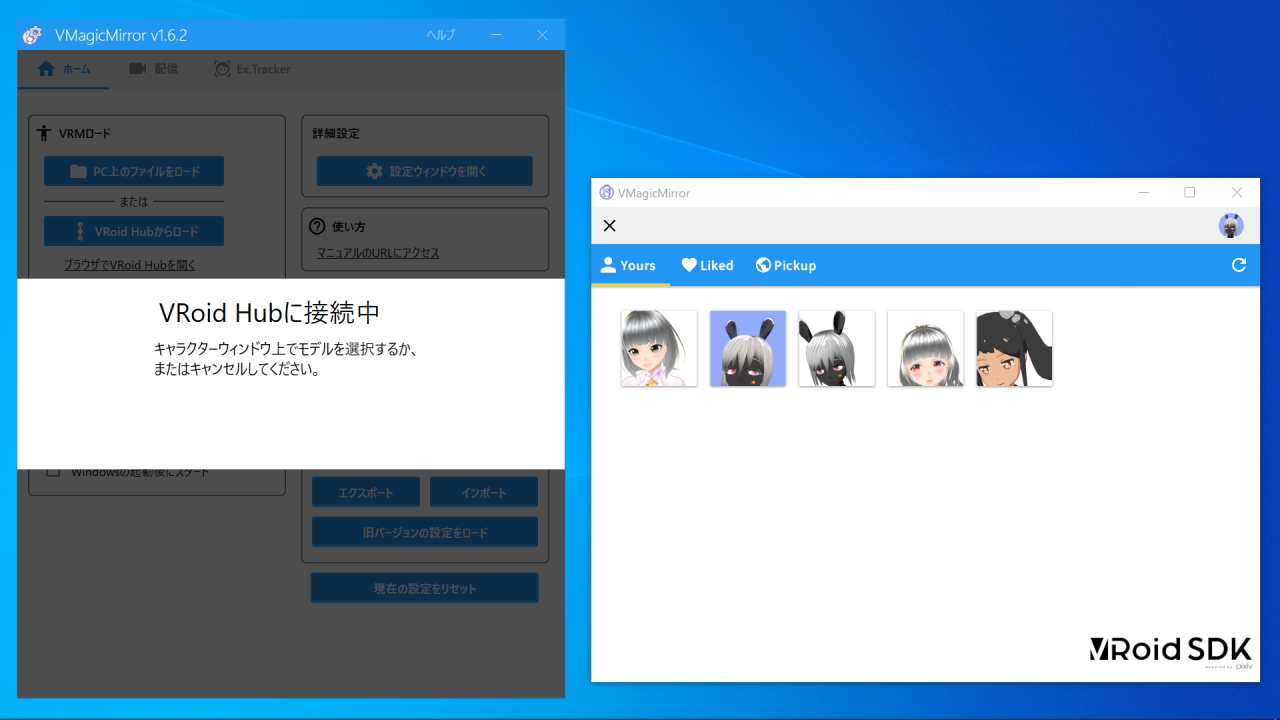 VMagicMirror v1.6.2
ヘルプ
ホーム
配信
Ex.Tracker
VRMロード
PC上のファイルをロード
または
VRoid Hubからロード
ブラウザでVRoid Hubを開く
詳細設定
設定ウィンドウを開く
使い方
マニュアルのURLにアクセス
VRoid Hubに接続中
キャラクターウィンドウ上でモデルを選択するか、
またはキャンセルしてください。
Windowsの起動後にスタート
エクスポート
インポート
旧バージョンの設定をロード
現在の設定をリセット
VMagicMirror
Yours
Liked
Pickup
VRoid SDK
powered by pixiv